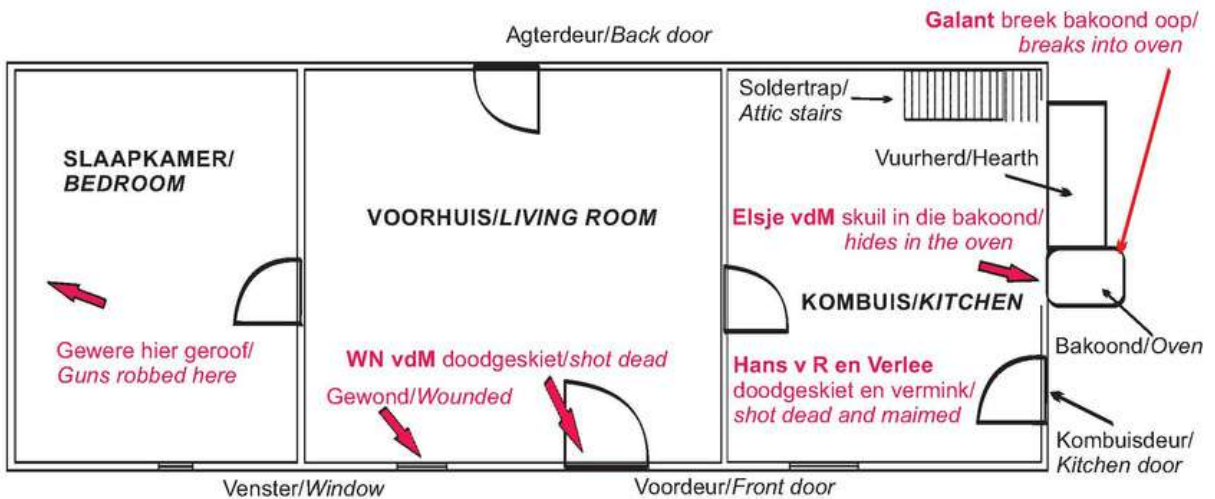 Galant breek bakoond oop/
breaks into oven
Agterdeur/Back door
Soldertrap/
Attic stairs
SLAAPKAMER/
BEDROOM
Vuurherd/Hearth
VOORHUIS/LIVING ROOM
Elsje vdM skuil in die bakoond/
hides in the oven
KOMBUIS/KITCHEN
Gewere hier geroof/
Guns robbed here
WN vdM doodgeskiet/shot dead
Gewond/Wounded
Hans v R en Verlee
doodgeskiet en vermink/
shot dead and maimed
Bakoond/Oven
Kombuisdeur/
Kitchen door
Venster/Window
Voordeur/Front door